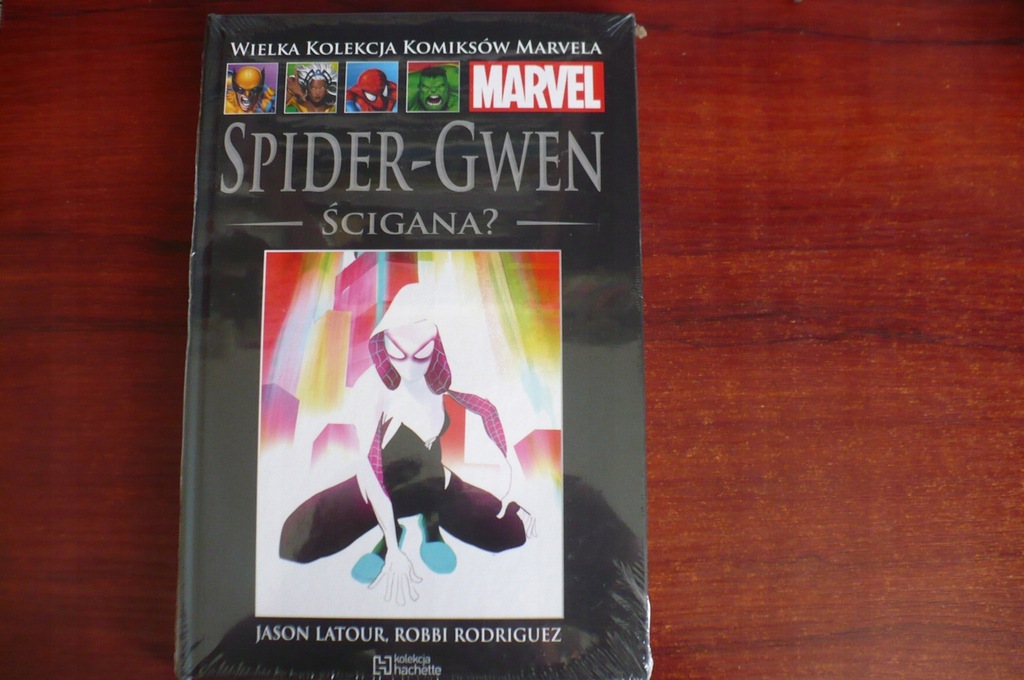 WIELKA KOLEKCJA KOMIKSÓW MARVELA
MARVEL
SPIDER-GWEN
ŚCIGANA?
JASON LATOUR, ROBBI RODRIGUEZ
kolekcja
hachette